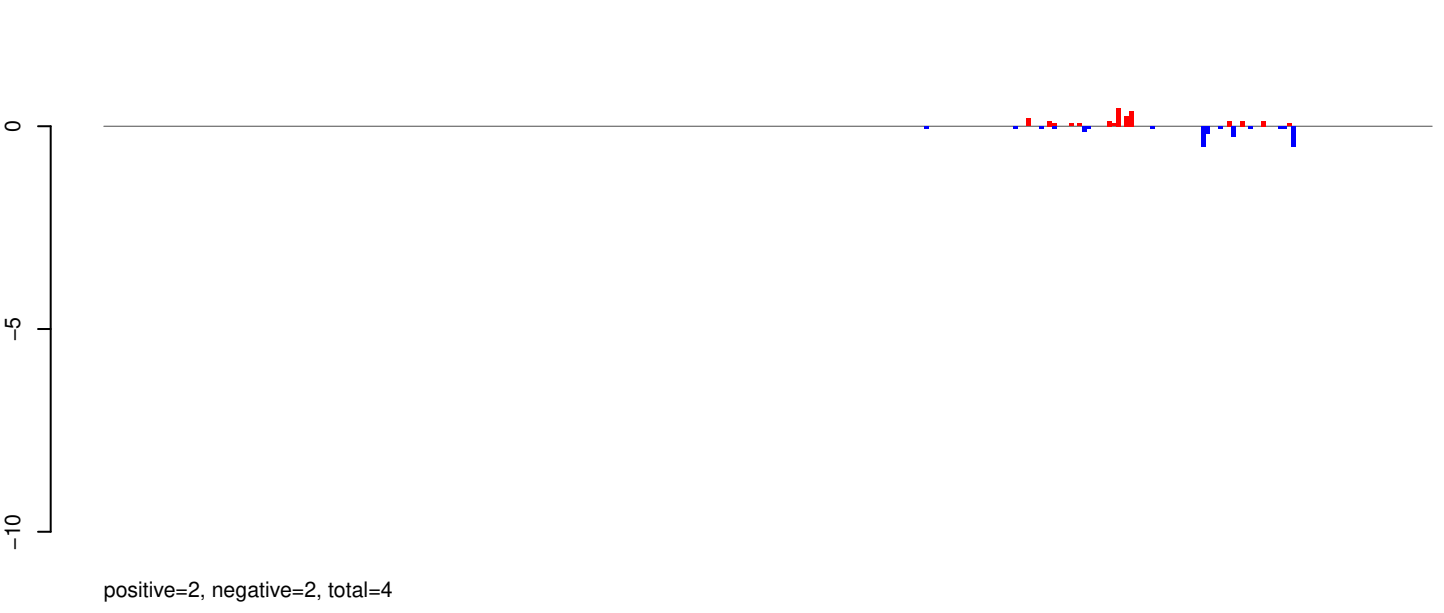 0
−5
−10
positive=2, negative=2, total=4